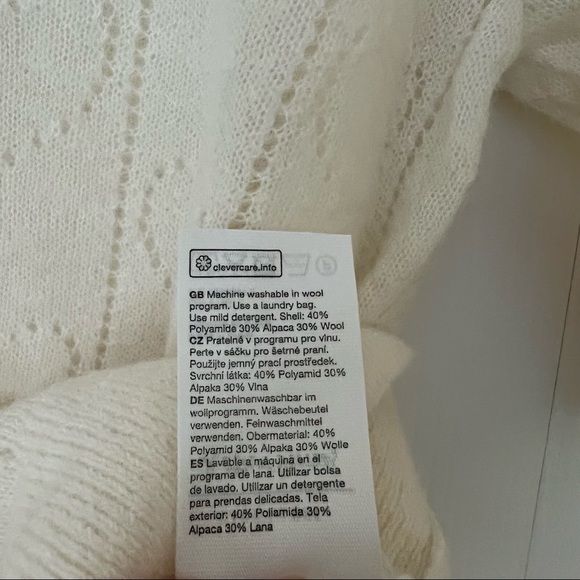 clevercare.info
GB Machine washable in wool
program. Use a laundry bag.
Use mild detergent. Shell: 40%
Polyamide 30% Alpaca 30% Wool
CZ Pratelné v programu pro vlnu.
Perte v sáčku pro šetrné praní.
Použijte jemný prací prostředek.
Svrchní látka: 40% Polyamid 30%
Alpaka 30% Vlna
DE Maschinenwaschbar im
wollprogramm. Wäschebeutel
verwenden. Feinwaschmittel
verwenden. Obermaterial: 40%
Polyamid 30% Alpaka 30% Wolle
ES Lavable a máquina en el
programa de lana. Utilizar bolsa
de lavado. Utilizar un detergente
para prendas delicadas. Tela
exterior: 40% Poliamida 30%
Alpaca 30% Lana